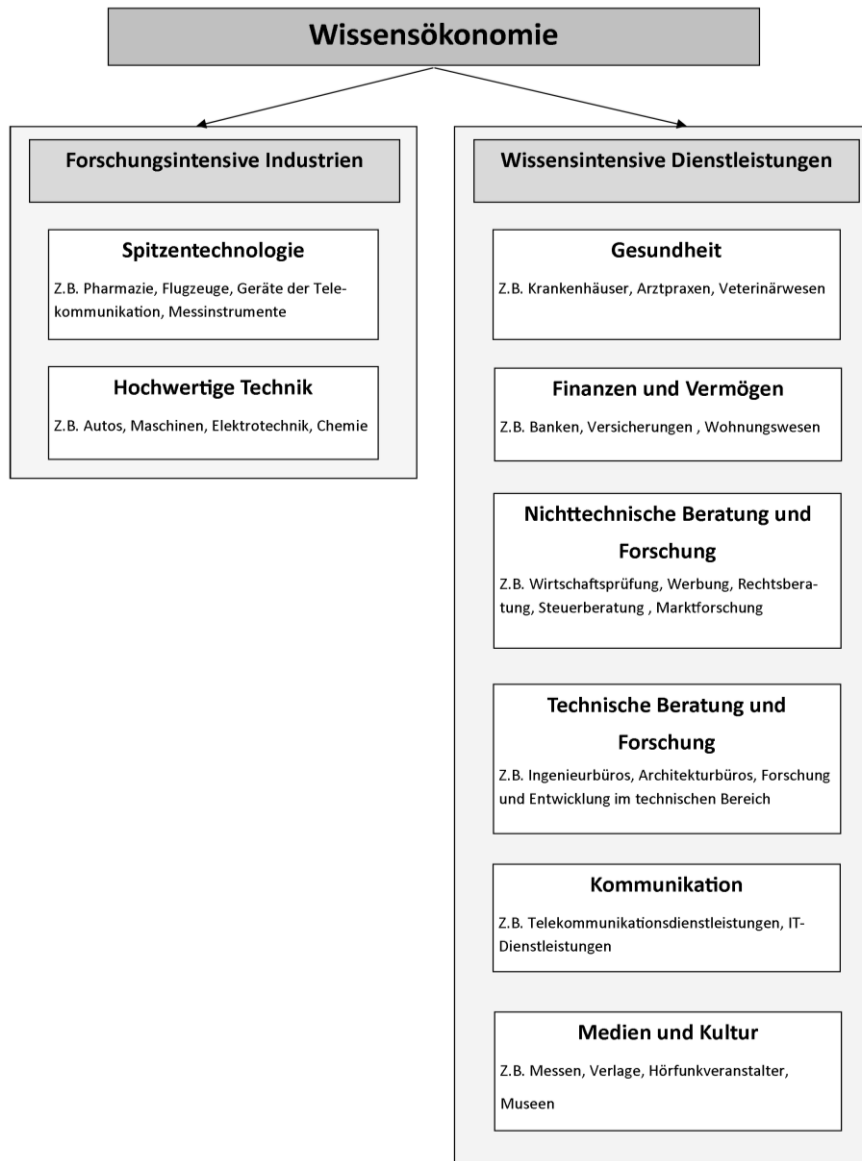 Wissensökonomie
Forschungsintensive Industrien
Spitzentechnologie
Z.B. Pharmazie, Flugzeuge, Geräte der Tele-
kommunikation, Messinstrumente
Hochwertige Technik
Z.B. Autos, Maschinen, Elektrotechnik, Chemie
Wissensintensive Dienstleistungen
Gesundheit
Z.B. Krankenhäuser, Arztpraxen, Veterinärwesen
Finanzen und Vermögen
Z.B. Banken, Versicherungen , Wohnungswesen
Nichttechnische Beratung und
Forschung
Z.B. Wirtschaftsprüfung, Werbung, Rechtsbera-
tung, Steuerberatung , Marktforschung
Technische Beratung und
Forschung
Z.B. Ingenieurbüros, Architekturbüros, Forschung
und Entwicklung im technischen Bereich
Kommunikation
Z.B. Telekommunikationsdienstleistungen, IT-
Dienstleistungen
Medien und Kultur
Z.B. Messen, Verlage, Hörfunkveranstalter,
Museen